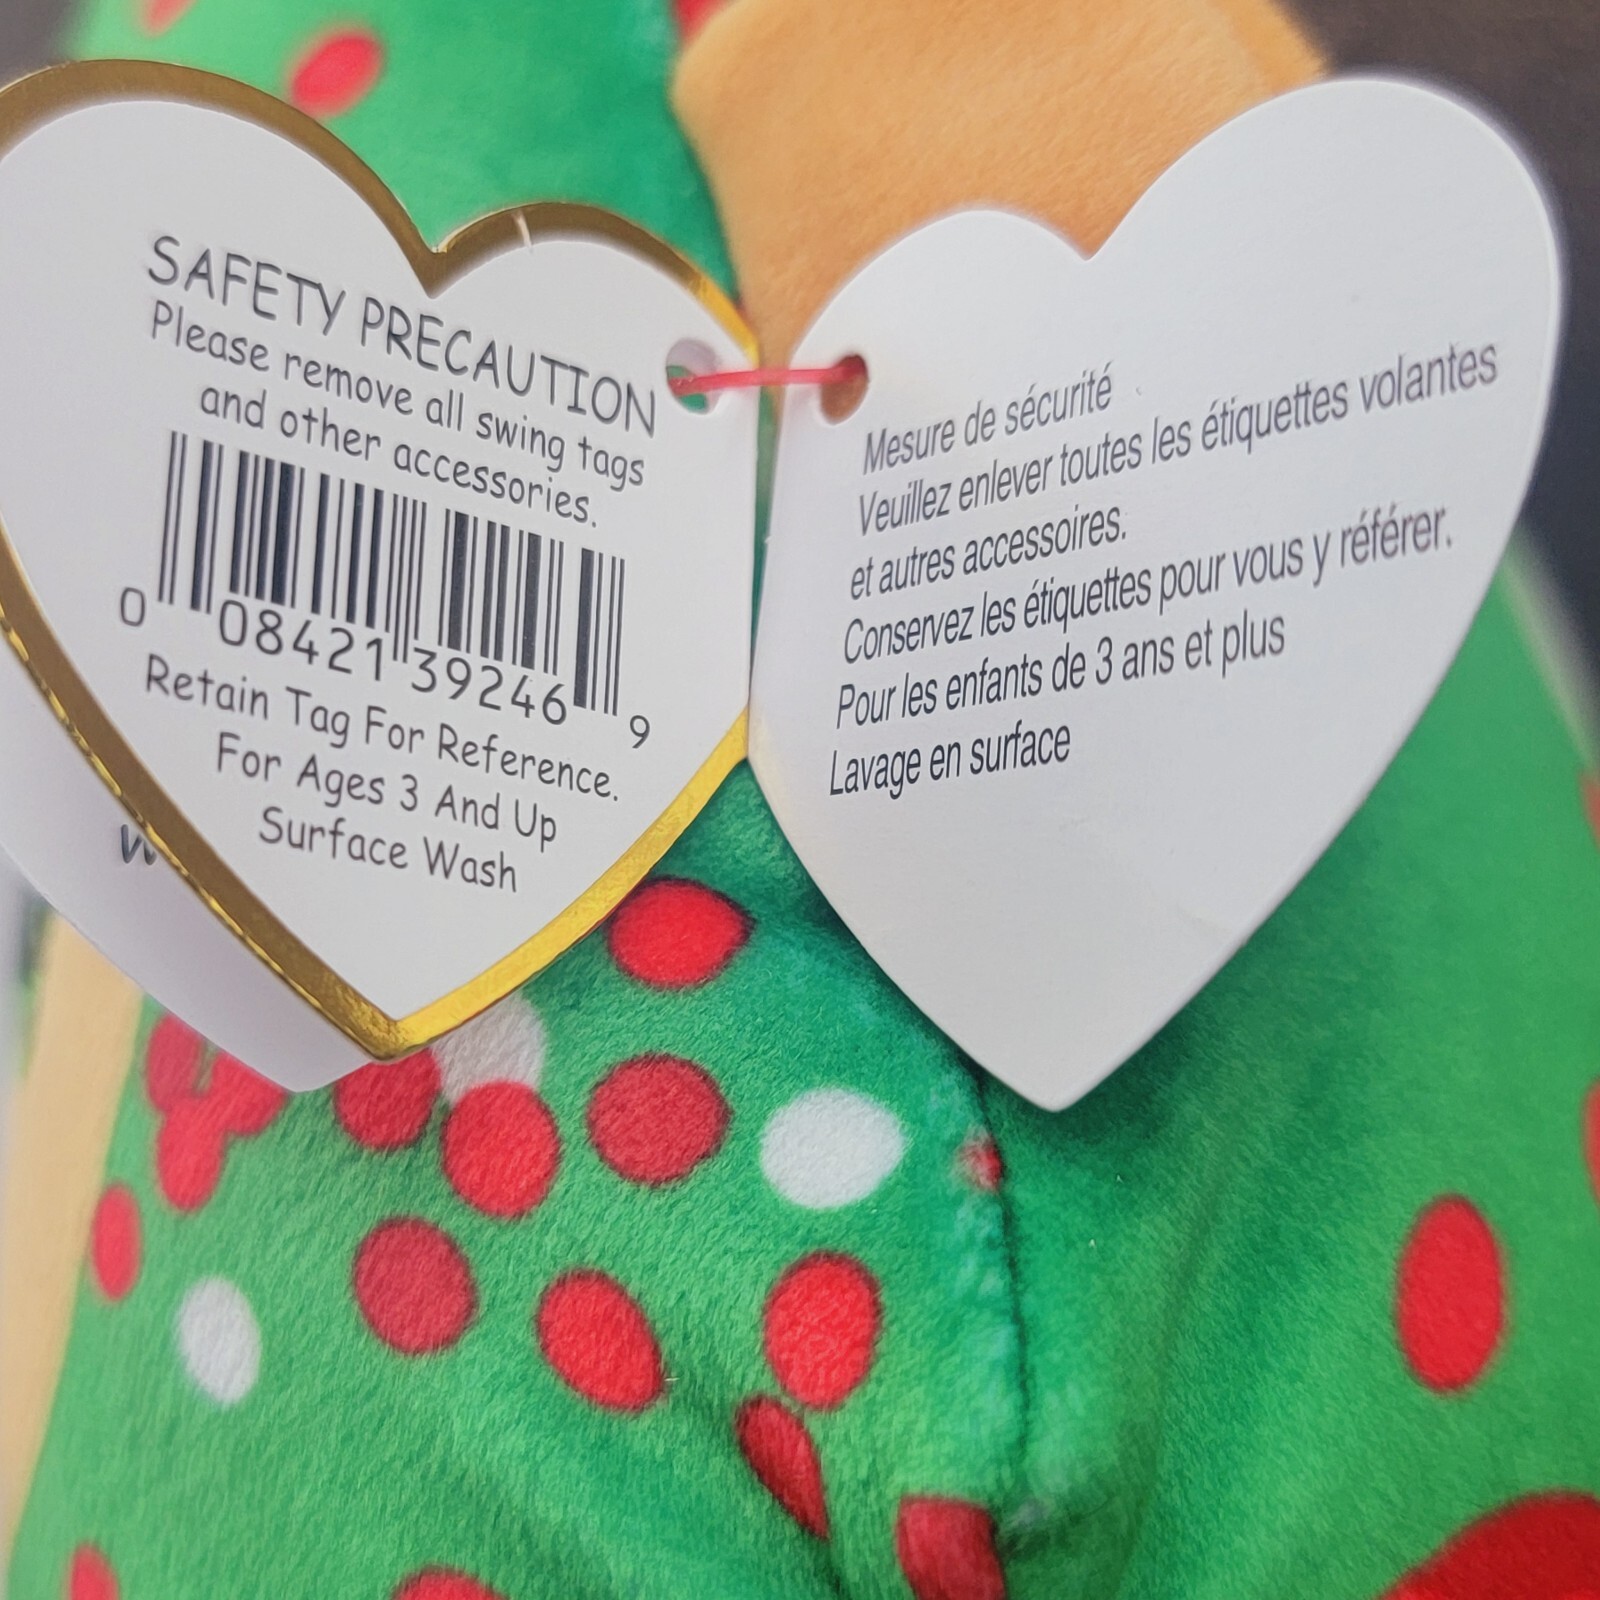 SAFETY PRECAUTION
Please remove all swing tags
and other accessories.
0 08421 39246 9
Retain Tag For Reference.
For Ages 3 And Up
Surface Wash
Mesure de sécurité
Veuillez enlever toutes les étiquettes volantes
et autres accessoires.
Conservez les étiquettes pour vous y référer.
Pour les enfants de 3 ans et plus
Lavage en surface